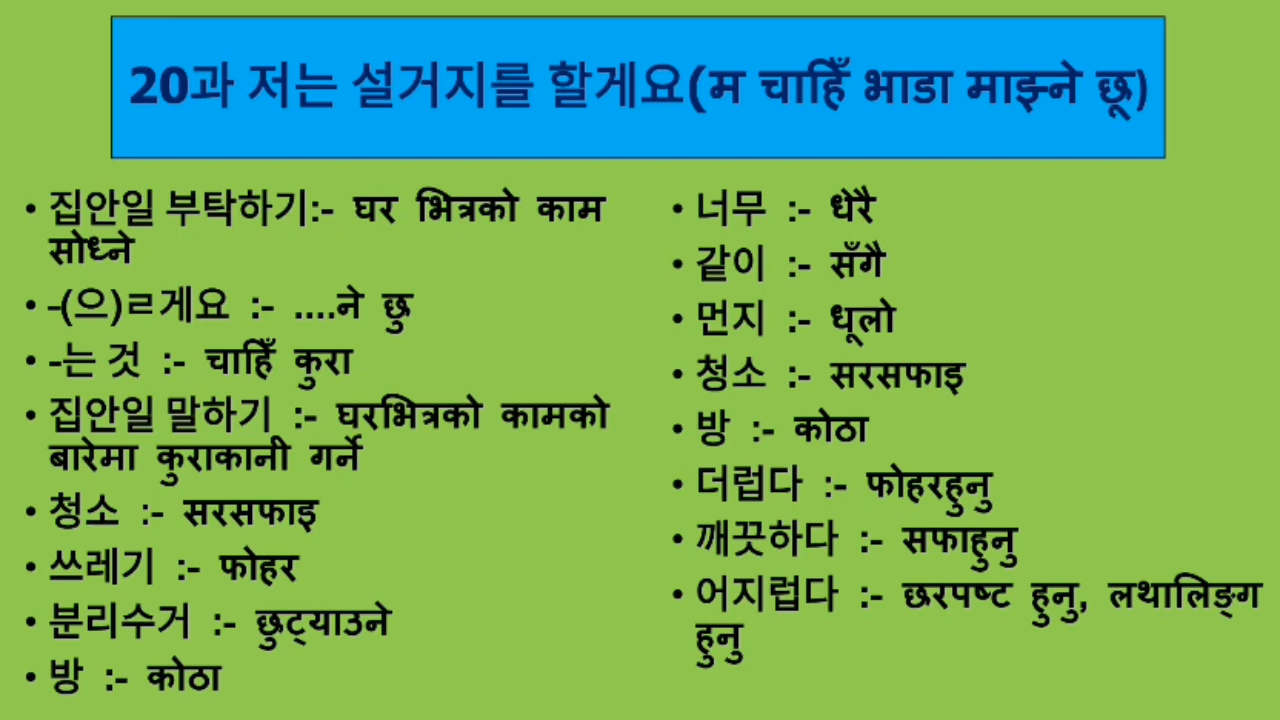 20과 저는 설거지를 할게요(म चाहिँ भाडा माझ्ने छू)
• 집안일 부탁하기:- घर भित्रको काम
सोध्ने
• -(으)ㄹ게요 :- ....ने छु
• -는 것 :- चाहिँ कुरा
• 집안일 말하기 :- घरभित्रको कामको
बारेमा कुराकानी गर्ने
• 청소 :- सरसफाइ
• 쓰레기 :- फोहर
• 분리수거 :- छुट्याउने
• 방 :- कोठा
• 너무 :- धेरै
• 같이 :- सँगै
• 먼지 :- धूलो
• 청소 :- सरसफाइ
• 방 :- कोठा
• 더럽다 :- फोहरहुनु
• 깨끗하다 :- सफाहुनु
• 어지럽다 :- छरपष्ट हुनु, लथालिङ्ग
हुनु